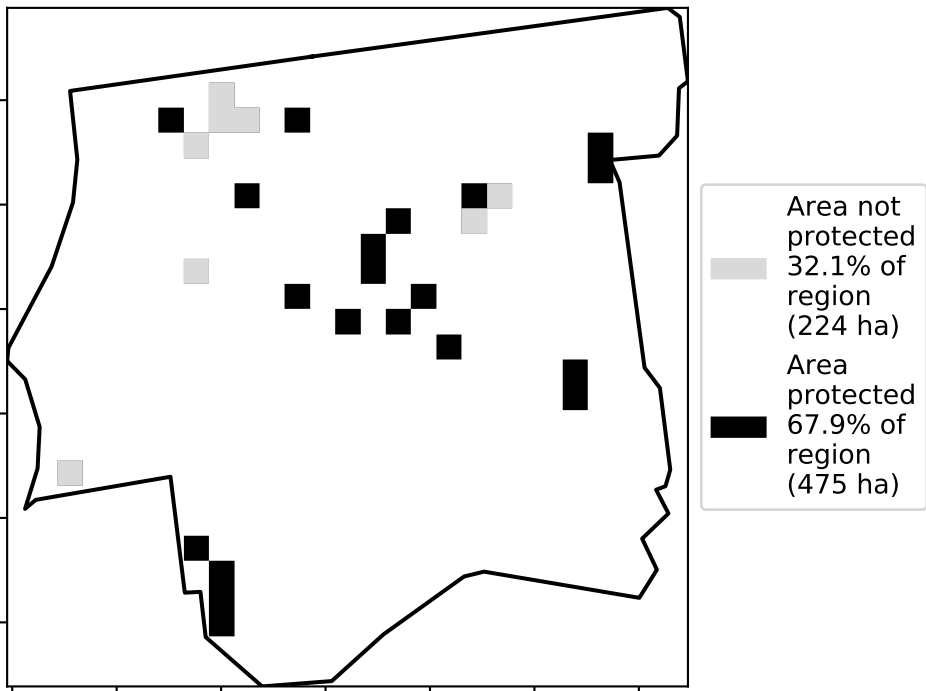 Area not
protected
32.1% of
region
(224 ha)
Area
protected
67.9% of
region
(475 ha)